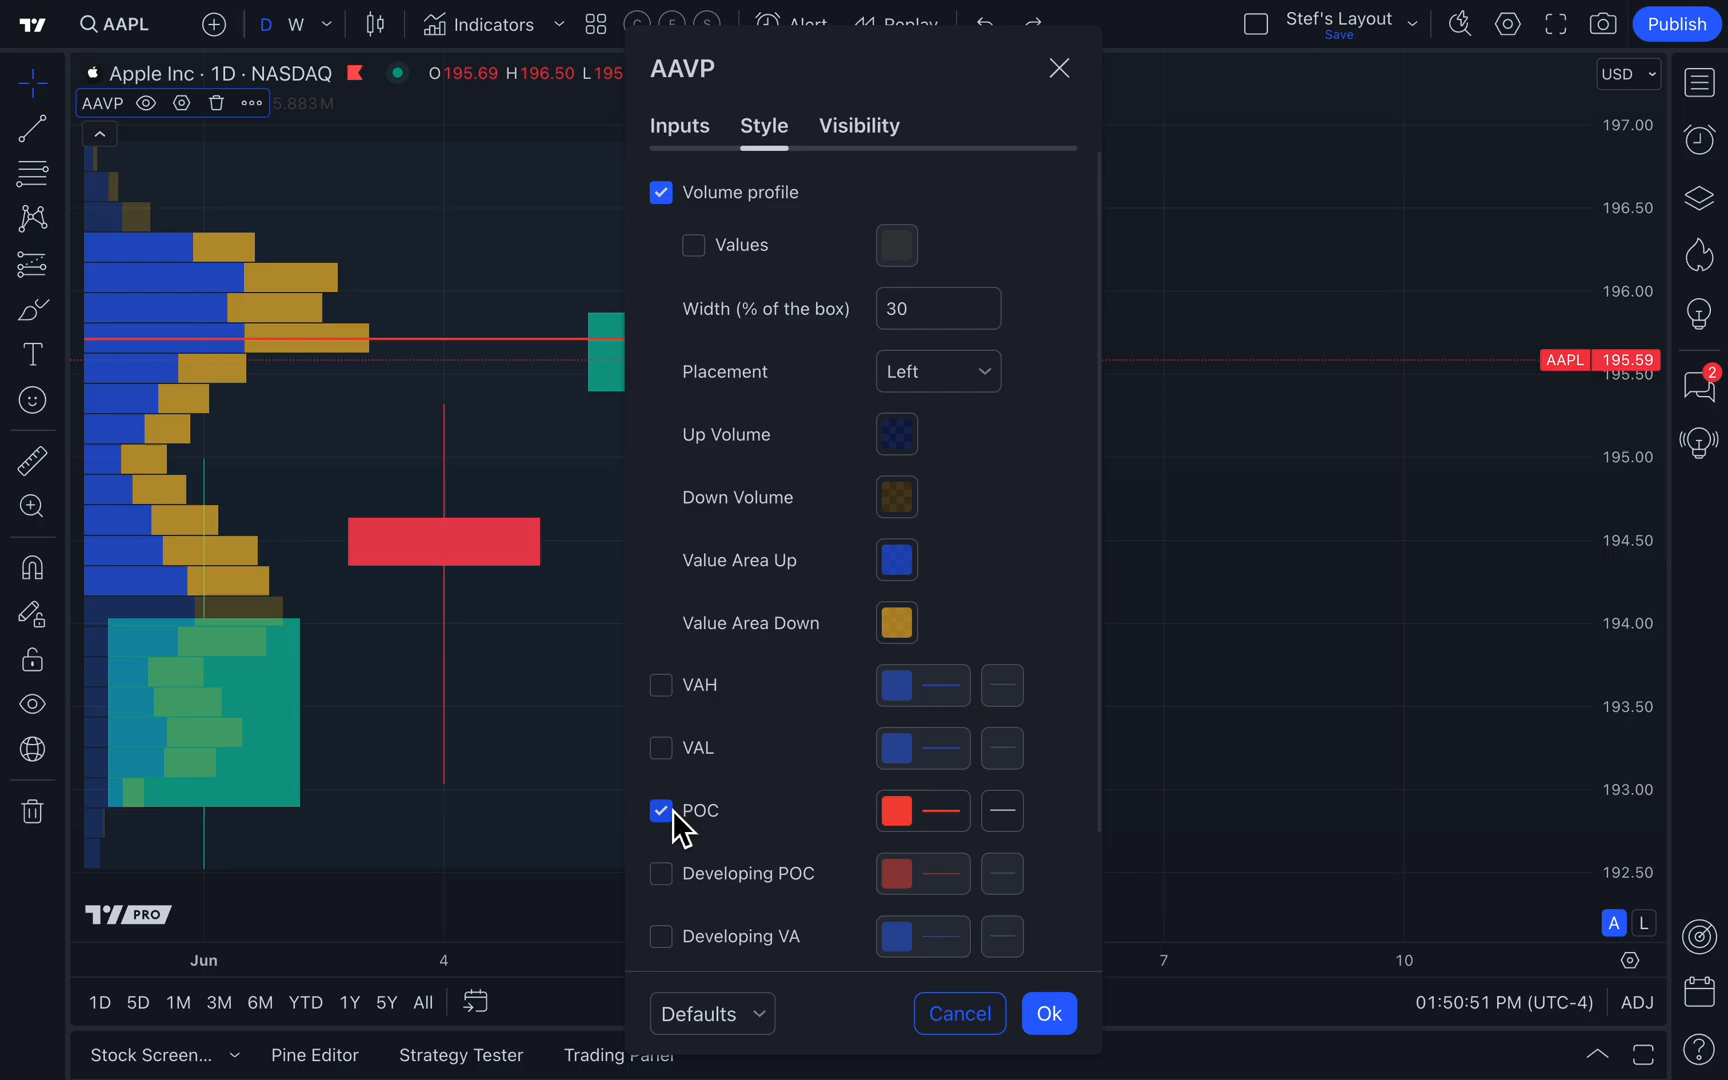 AAPL
D W
Indicators
Alert
Replay
Stef's Layout
Save
Publish
Apple Inc · 1D · NASDAQ
O195.69 H196.50 L195
USD
AAVP
5.883M
AAVP
Inputs Style Visibility
Volume profile
Values
Width (% of the box) 30
Placement Left
Up Volume
Down Volume
Value Area Up
Value Area Down
VAH
VAL
POC
Developing POC
Developing VA
Defaults
Cancel
Ok
197.00
196.50
196.00
AAPL 195.59
195.50
195.00
194.50
194.00
193.50
193.00
192.50
A L
PRO
Jun 4 7 10
1D 5D 1M 3M 6M YTD 1Y 5Y All
01:50:51 PM (UTC-4) ADJ
Stock Screen... Pine Editor Strategy Tester Trading Panel
2